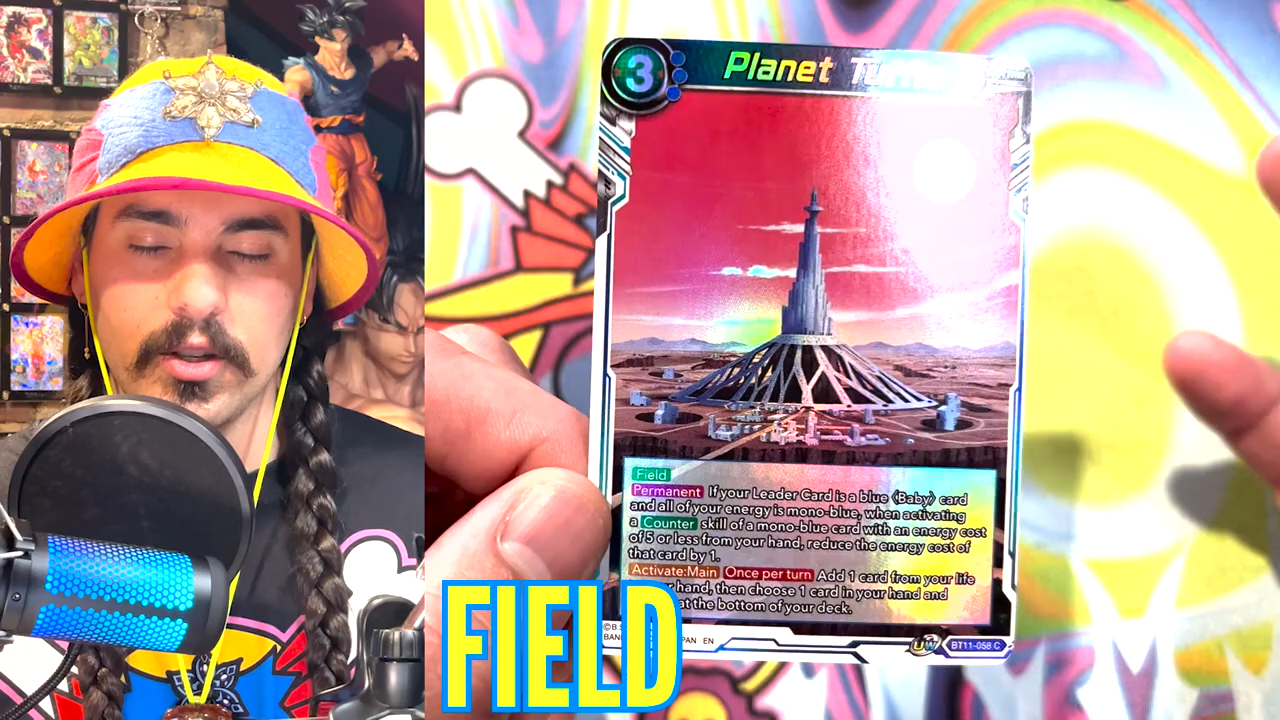 3
Planet
Field
Permanent If your Leader Card is a blue 《Baby》 card
and all of your energy is mono-blue, when activating
a Counter skill of a mono-blue card with an energy cost
of 5 or less from your hand, reduce the energy cost of
that card by 1.
Activate:Main Once per turn Add 1 card from your life
hand, then choose 1 card in your hand and
at the bottom of your deck.
EN
UW BT11-058 C
FIELD